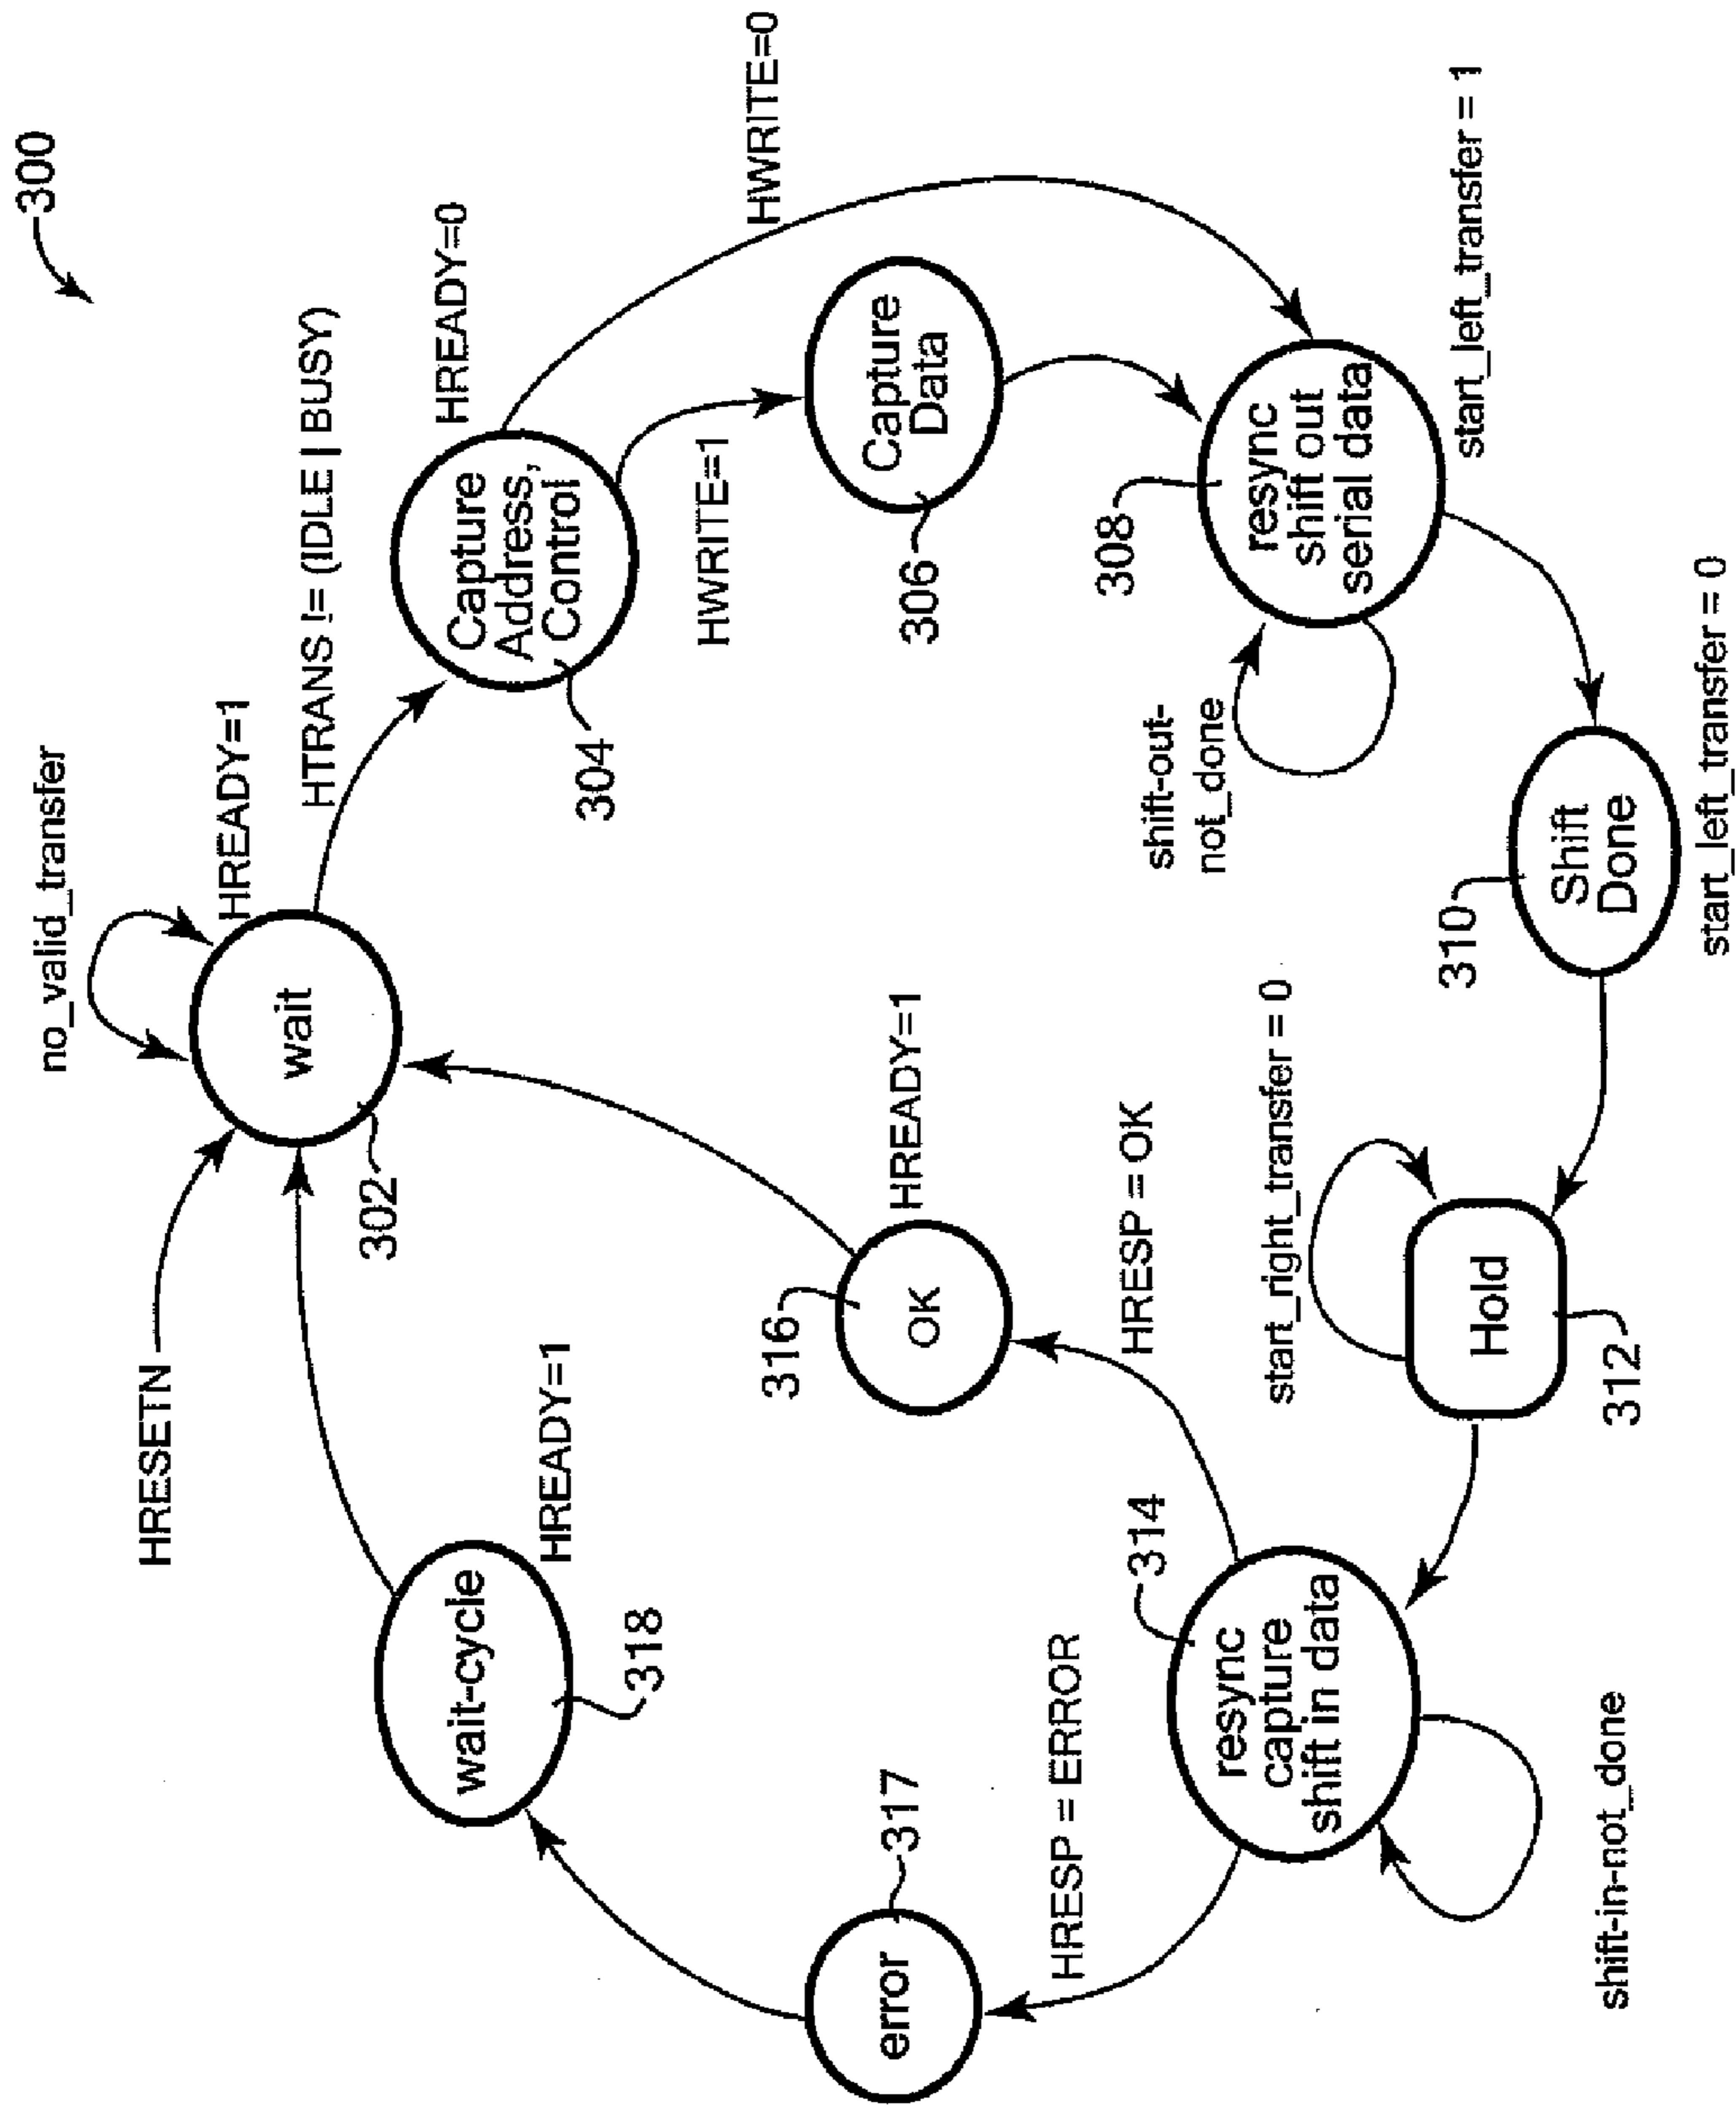 300
no_valid_transfer
HREADY=1
HRESETN
wait
302
HTRANS != (IDLE | BUSY)
HREADY=0
Capture
Address,
Control
304
HWRITE=0
HWRITE=1
Capture
Data
306
308
resync
shift out
serial data
start_left_transfer = 1
shift-out-
not_done
310
Shift
Done
start_left_transfer = 0
start_right_transfer = 0
Hold
312
314
resync
capture
shift in data
shift-in-not_done
HRESP = OK
316
OK
HREADY=1
HRESP = ERROR
317
error
wait-cycle
318
HREADY=1